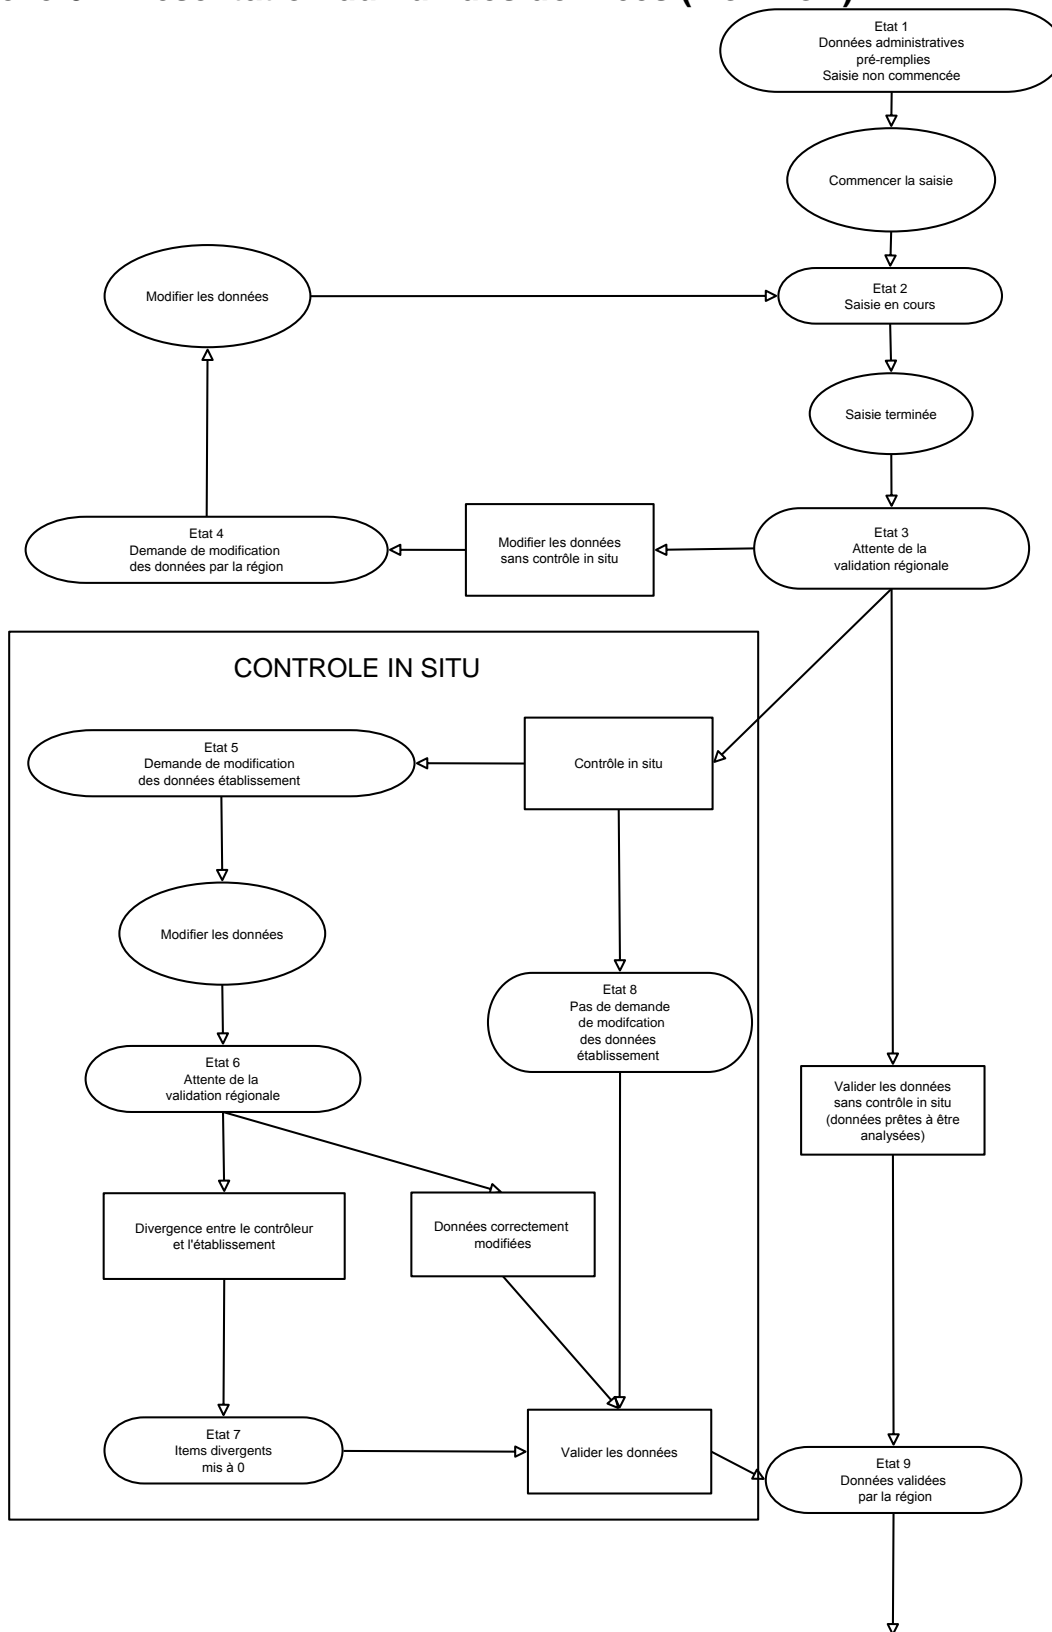 Etat 1
Données administratives
pré-remplies
Saisie non commencée
Commencer la saisie
Modifier les données
Etat 2
Saisie en cours
Saisie terminée
Etat 4
Demande de modification
des données par la région
Modifier les données
sans contrôle in situ
Etat 3
Attente de la
validation régionale
CONTROLE IN SITU
Etat 5
Demande de modification
des données établissement
Contrôle in situ
Modifier les données
Etat 8
Pas de demande
de modifcation
des données
établissement
Etat 6
Attente de la
validation régionale
Valider les données
sans contrôle in situ
(données prêtes à être
analysées)
Divergence entre le contrôleur
et l'établissement
Données correctement
modifiées
Etat 7
Items divergents
mis à 0
Valider les données
Etat 9
Données validées
par la région